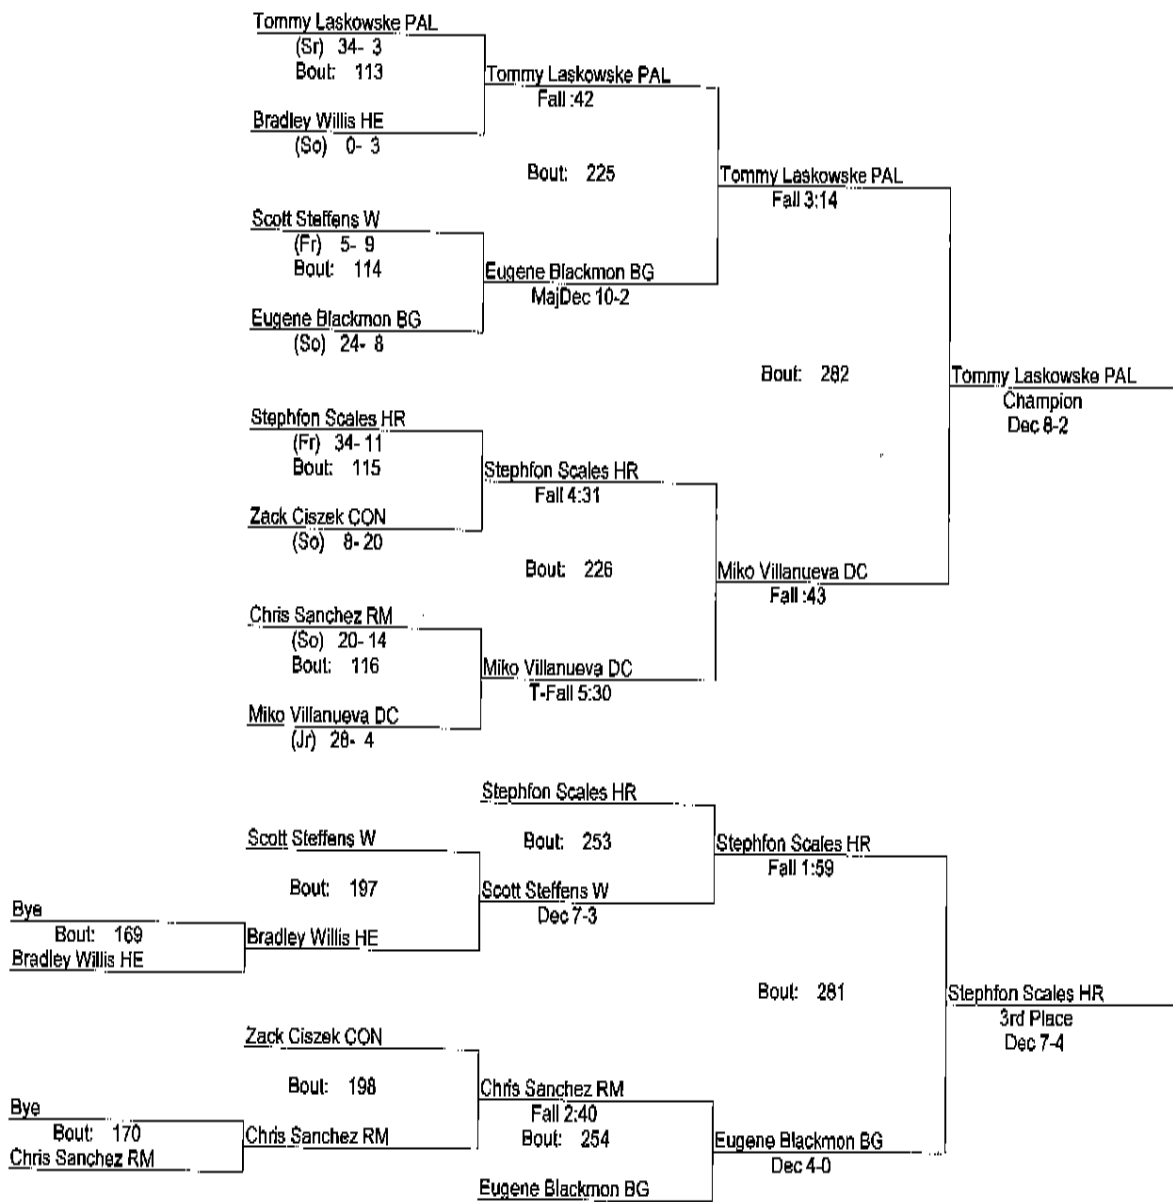 Tommy Laskowske PAL
(Sr) 34- 3
Bout: 113
Bradley Willis HE
(So) 0- 3
Tommy Laskowske PAL
Fall :42
Bout: 225
Scott Steffens W
(Fr) 5- 9
Bout: 114
Eugene Blackmon BG
(So) 24- 8
Eugene Blackmon BG
MajDec 10-2
Tommy Laskowske PAL
Fall 3:14
Bout: 282
Tommy Laskowske PAL
Champion
Dec 8-2
Stephfon Scales HR
(Fr) 34- 11
Bout: 115
Zack Ciszek CON
(So) 8- 20
Stephfon Scales HR
Fall 4:31
Bout: 226
Chris Sanchez RM
(So) 20- 14
Bout: 116
Miko Villanueva DC
(Jr) 28- 4
Miko Villanueva DC
T-Fall 5:30
Miko Villanueva DC
Fall :43
Stephfon Scales HR
Bout: 253
Scott Steffens W
Bout: 197
Bye
Bout: 169
Bradley Willis HE
Bradley Willis HE
Scott Steffens W
Dec 7-3
Stephfon Scales HR
Fall 1:59
Bout: 281
Stephfon Scales HR
3rd Place
Dec 7-4
Zack Ciszek CON
Bout: 198
Bye
Bout: 170
Chris Sanchez RM
Chris Sanchez RM
Chris Sanchez RM
Fall 2:40
Bout: 254
Eugene Blackmon BG
Eugene Blackmon BG
Dec 4-0